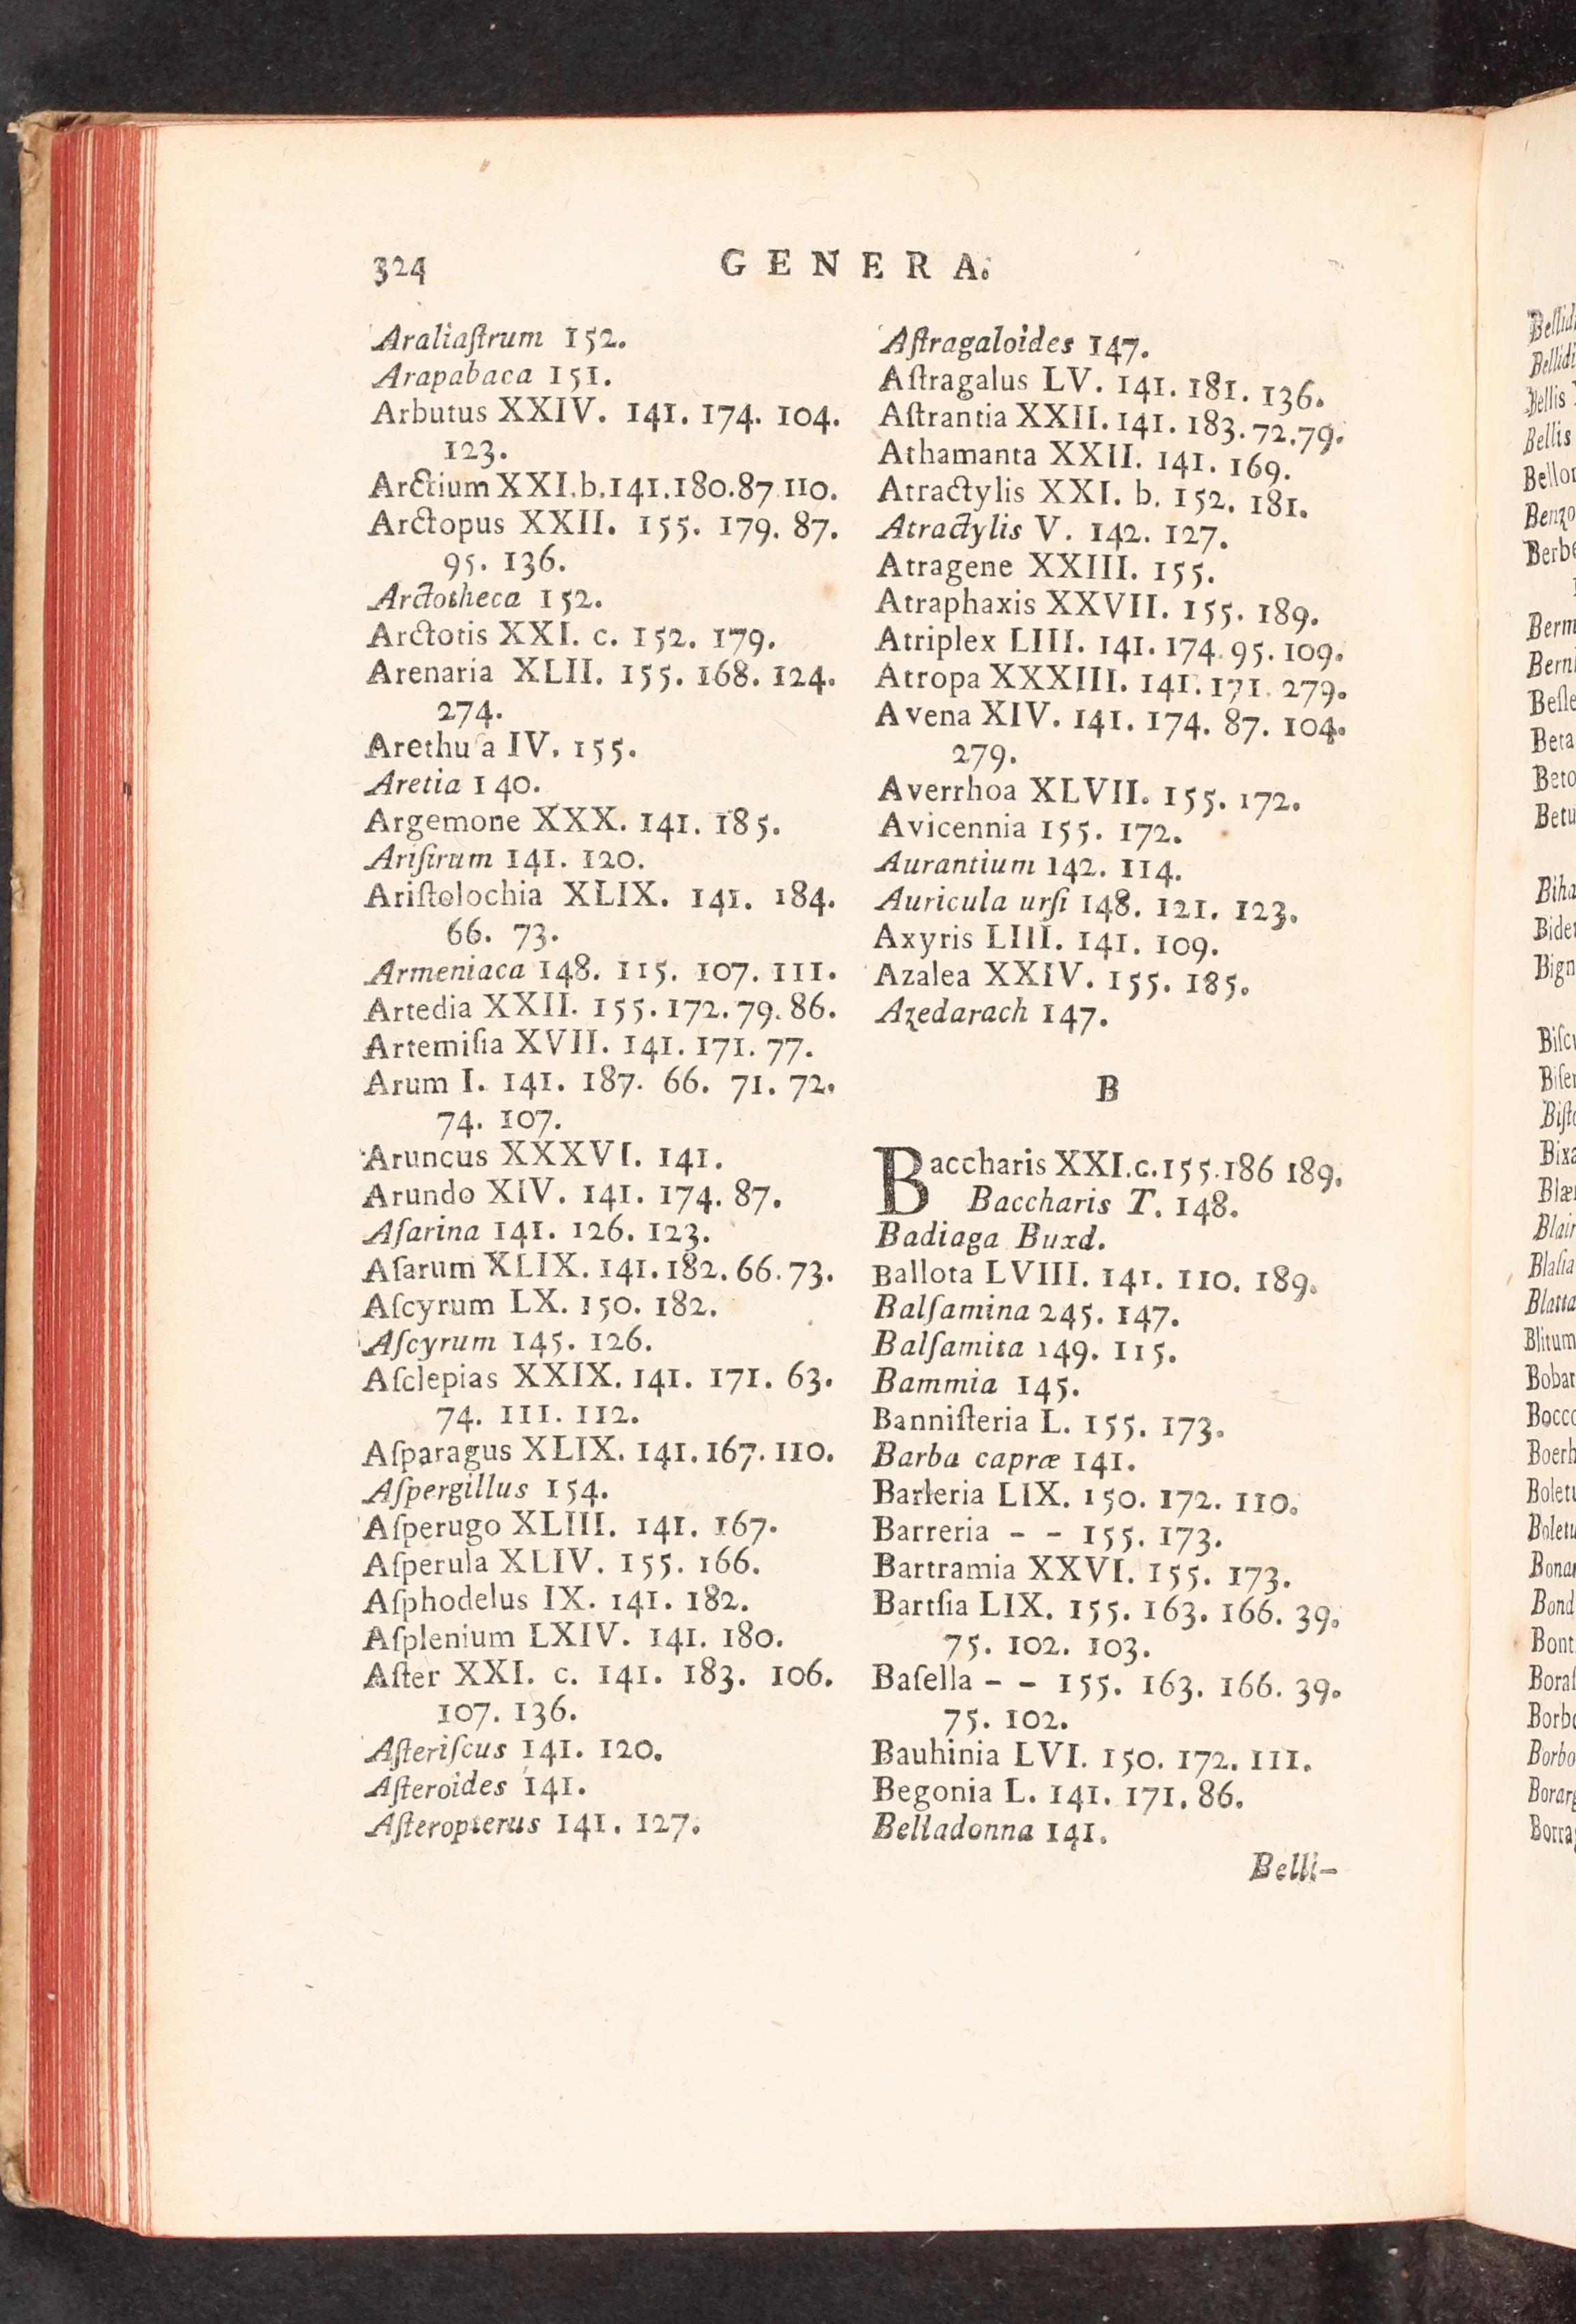 324
GENERA.
Araliaſtrum 152.
Arapabaca 151.
Arbutus XXIV. 141. 174. 104.
123.
Arctium XXI.b.141.180.87.110.
Arctopus XXII. 155. 179. 87.
95. 136.
Arctotheca 152.
Arctotis XXI. c. 152. 179.
Arenaria XLII. 155. 168. 124.
274.
Arethuſa IV. 155.
Aretia 140.
Argemone XXX. 141. 185.
Ariſirum 141. 120.
Ariſtolochia XLIX. 141. 184.
66. 73.
Armeniaca 148. 115. 107. 111.
Artedia XXII. 155. 172. 79. 86.
Artemiſia XVII. 141. 171. 77.
Arum I. 141. 187. 66. 71. 72.
74. 107.
Aruncus XXXVI. 141.
Arundo XIV. 141. 174. 87.
Aſarina 141. 126. 123.
Aſarum XLIX. 141. 182. 66. 73.
Aſcyrum LX. 150. 182.
Aſcyrum 145. 126.
Aſclepias XXIX. 141. 171. 63.
74. 111. 112.
Aſparagus XLIX. 141. 167. 110.
Aſpergillus 154.
Aſperugo XLIII. 141. 167.
Aſperula XLIV. 155. 166.
Aſphodelus IX. 141. 182.
Aſplenium LXIV. 141. 180.
Aſter XXI. c. 141. 183. 106.
107. 136.
Aſteriſcus 141. 120.
Aſteroides 141.
Aſteropterus 141. 127.
Aſtragaloides 147.
Aſtragalus LV. 141. 181. 136.
Aſtrantia XXII. 141. 183. 72. 79.
Athamanta XXII. 141. 169.
Atractylis XXI. b. 152. 181.
Atractylis V. 142. 127.
Atragene XXIII. 155.
Atraphaxis XXVII. 155. 189.
Atriplex LIII. 141. 174. 95. 109.
Atropa XXXIII. 141. 171. 279.
Avena XIV. 141. 174. 87. 104.
279.
Averrhoa XLVII. 155. 172.
Avicennia 155. 172.
Aurantium 142. 114.
Auricula urſi 148. 121. 123.
Axyris LIII. 141. 109.
Azalea XXIV. 155. 185.
Azedarach 147.
B
Baccharis XXI.c.155.186 189.
Baccharis T. 148.
Badiaga Buxd.
Ballota LVIII. 141. 110. 189.
Balſamina 245. 147.
Balſamita 149. 115.
Bammia 145.
Banniſteria L. 155. 173.
Barba capræ 141.
Barleria LIX. 150. 172. 110.
Barreria - - 155. 173.
Bartramia XXVI. 155. 173.
Bartſia LIX. 155. 163. 166. 39.
75. 102. 103.
Baſella - - 155. 163. 166. 39.
75. 102.
Bauhinia LVI. 150. 172. 111.
Begonia L. 141. 171. 86.
Belladonna 141.
Belli-